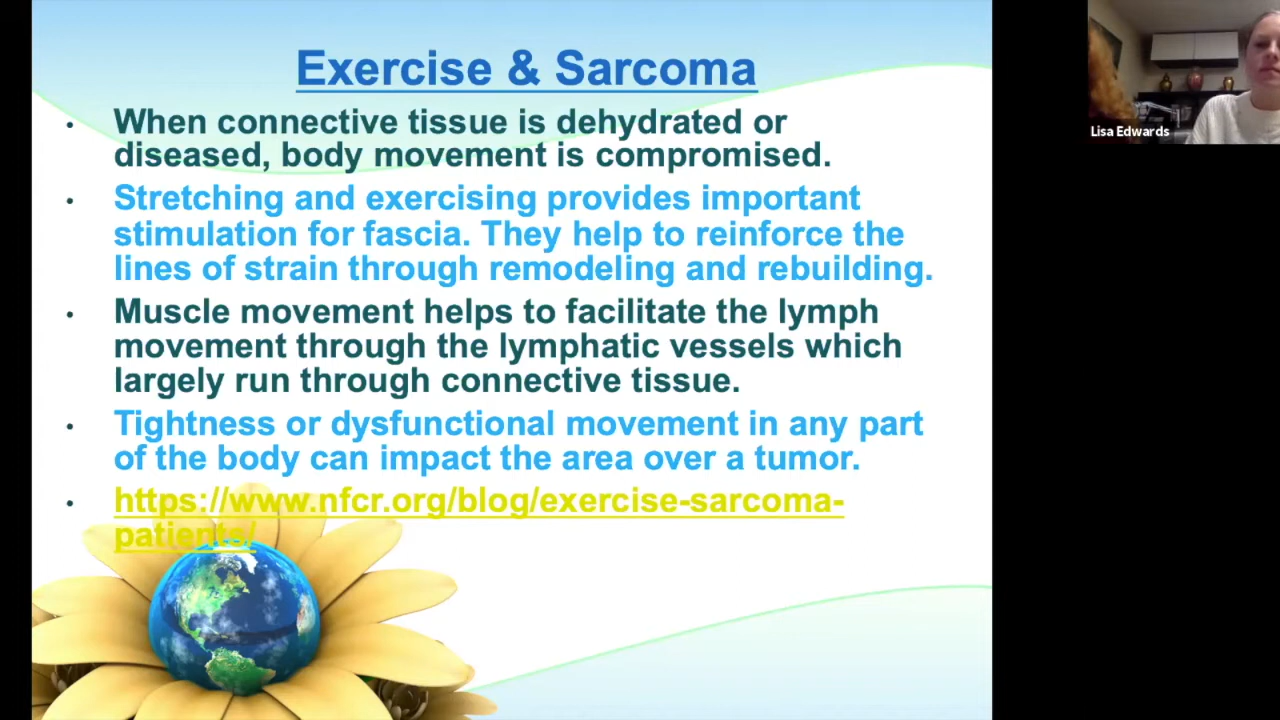 Exercise & Sarcoma
• When connective tissue is dehydrated or
diseased, body movement is compromised.
• Stretching and exercising provides important
stimulation for fascia. They help to reinforce the
lines of strain through remodeling and rebuilding.
• Muscle movement helps to facilitate the lymph
movement through the lymphatic vessels which
largely run through connective tissue.
• Tightness or dysfunctional movement in any part
of the body can impact the area over a tumor.
• https://www.nfcr.org/blog/exercise-sarcoma-
patients/
Lisa Edwards